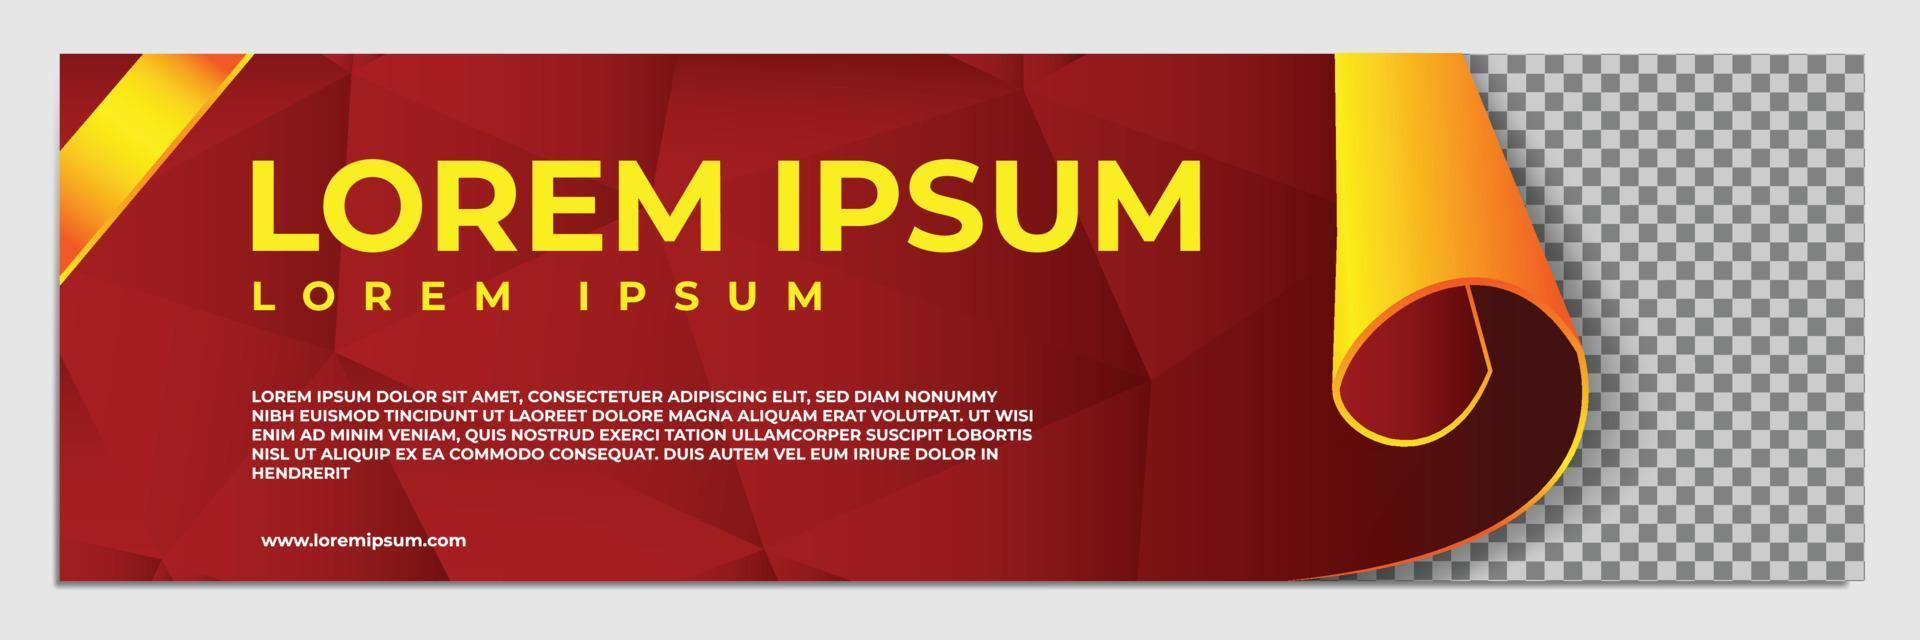 LOREM IPSUM
LOREM IPSUM
LOREM IPSUM DOLOR SIT AMET, CONSECTETUER ADIPISCING ELIT, SED DIAM NONUMMY
NIBH EUISMOD TINCIDUNT UT LAOREET DOLORE MAGNA ALIQUAM ERAT VOLUTPAT. UT WISI
ENIM AD MINIM VENIAM, QUIS NOSTRUD EXERCI TATION ULLAMCORPER SUSCIPIT LOBORTIS
NISL UT ALIQUIP EX EA COMMODO CONSEQUAT. DUIS AUTEM VEL EUM IRIURE DOLOR IN
HENDRERIT
www.loremipsum.com